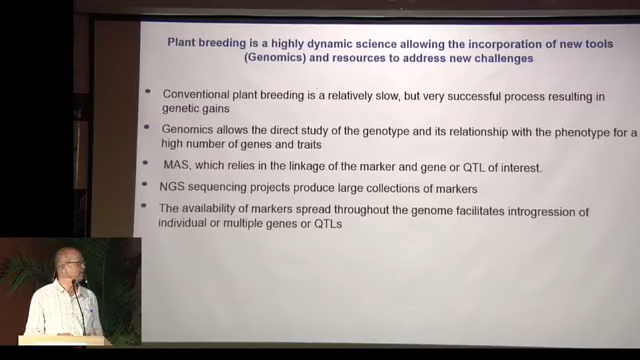 Plant breeding is a highly dynamic science allowing the incorporation of new tools
(Genomics) and resources to address new challenges
• Conventional plant breeding is a relatively slow, but very successful process resulting in
genetic gains
• Genomics allows the direct study of the genotype and its relationship with the phenotype for a
high number of genes and traits
• MAS, which relies in the linkage of the marker and gene or QTL of interest.
• NGS sequencing projects produce large collections of markers
• The availability of markers spread throughout the genome facilitates introgression of
individual or multiple genes or QTLs